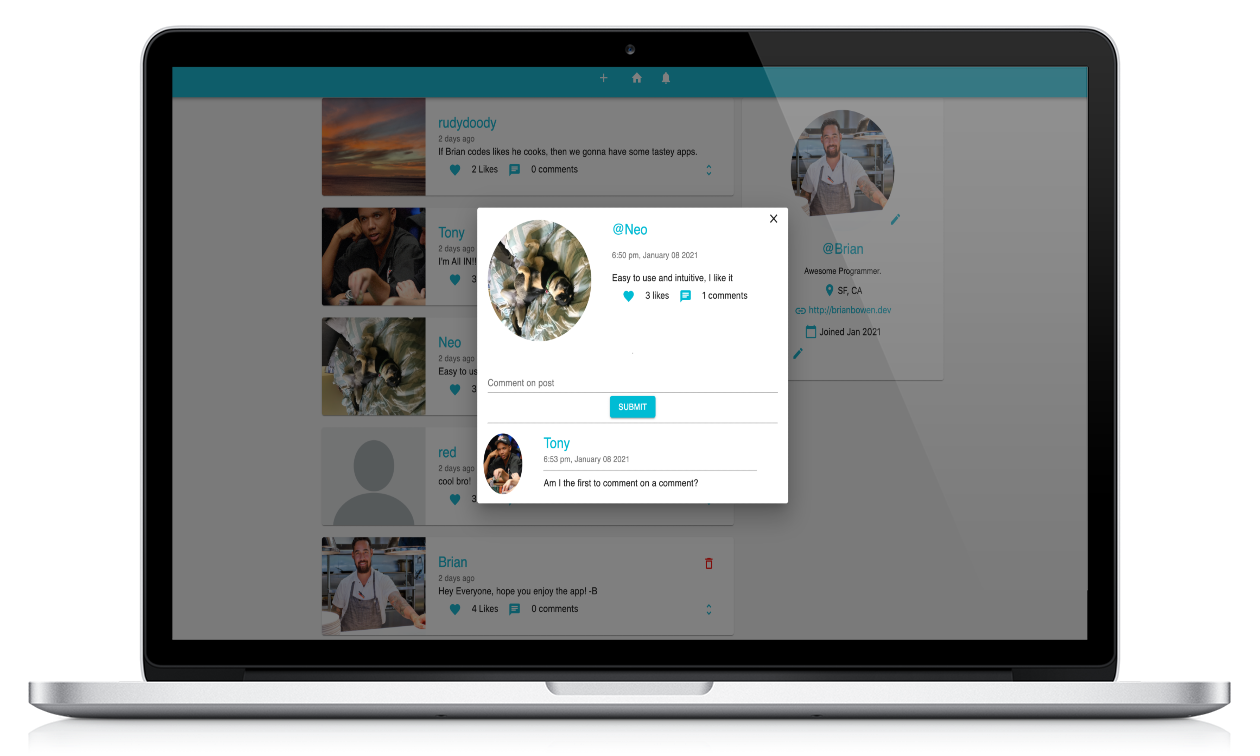 rudydoody
2 days ago
If Brian codes likes he cooks, then we gonna have some tastey apps.
2 Likes 0 comments
Tony
2 days ago
I'm All IN!!
3
Neo
2 days ago
Easy to us
3
red
2 days ago
cool bro!
3
Brian
2 days ago
Hey Everyone, hope you enjoy the app! -B
4 Likes 0 comments
X
@Neo
6:50 pm, January 08 2021
Easy to use and intuitive, I like it
3 likes 1 comments
Comment on post
SUBMIT
Tony
6:53 pm, January 08 2021
Am I the first to comment on a comment?
@Brian
Awesome Programmer.
SF, CA
http://brianbowen.dev
Joined Jan 2021